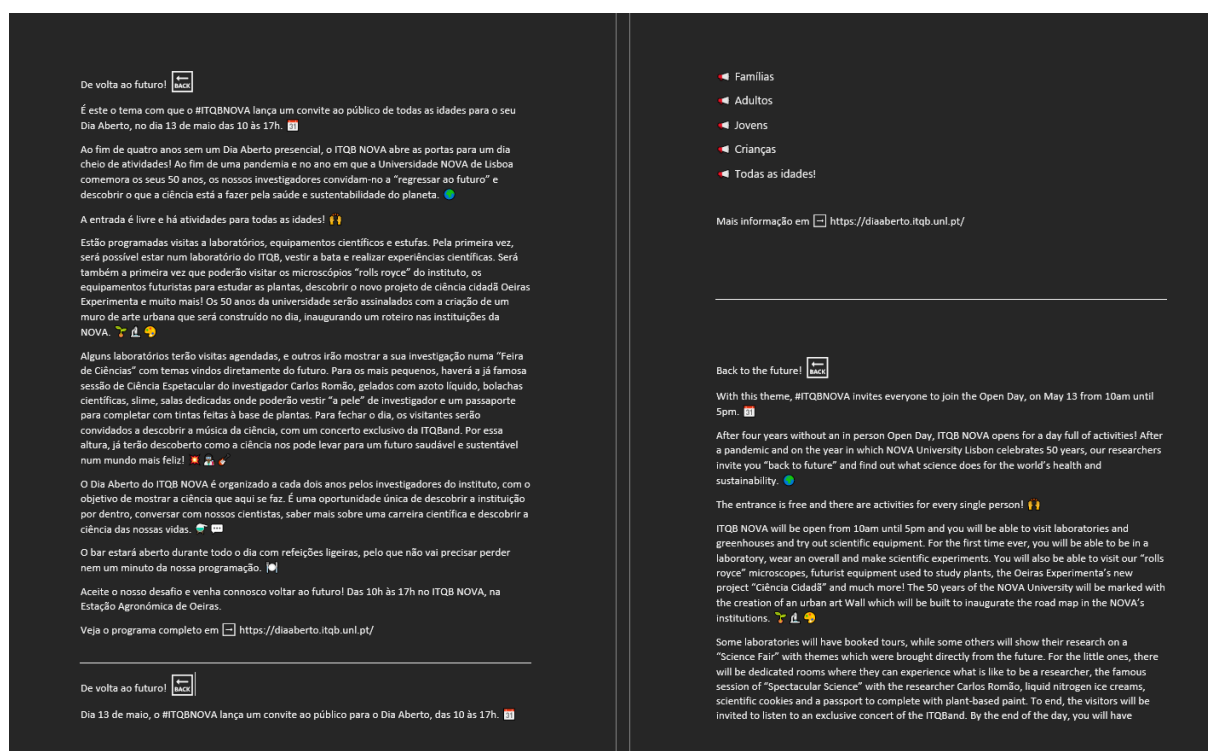 De volta ao futuro! BACK
É este o tema com que o #ITQBNOVA lança um convite ao público de todas as idades para o seu
Dia Aberto, no dia 13 de maio das 10 às 17h. 31
Ao fim de quatro anos sem um Dia Aberto presencial, o ITQB NOVA abre as portas para um dia
cheio de atividades! Ao fim de uma pandemia e no ano em que a Universidade NOVA de Lisboa
comemora os seus 50 anos, os nossos investigadores convidam-no a “regressar ao futuro” e
descobrir o que a ciência está a fazer pela saúde e sustentabilidade do planeta. 🌍
A entrada é livre e há atividades para todas as idades! 🙌
Estão programadas visitas a laboratórios, equipamentos científicos e estufas. Pela primeira vez,
será possível estar num laboratório do ITQB, vestir a bata e realizar experiências científicas. Será
também a primeira vez que poderão visitar os microscópios “rolls royce” do instituto, os
equipamentos futuristas para estudar as plantas, descobrir o novo projeto de ciência cidadã Oeiras
Experimenta e muito mais! Os 50 anos da universidade serão assinalados com a criação de um
muro de arte urbana que será construído no dia, inaugurando um roteiro nas instituições da
NOVA. 🌱 🔬 🎨
Alguns laboratórios terão visitas agendadas, e outros irão mostrar a sua investigação numa “Feira
de Ciências” com temas vindos diretamente do futuro. Para os mais pequenos, haverá a já famosa
sessão de Ciência Espetacular do investigador Carlos Romão, gelados com azoto líquido, bolachas
científicas, slime, salas dedicadas onde poderão vestir “a pele” de investigador e um passaporte
para completar com tintas feitas à base de plantas. Para fechar o dia, os visitantes serão
convidados a descobrir a música da ciência, com um concerto exclusivo da ITQBand. Por essa
altura, já terão descoberto como a ciência nos pode levar para um futuro saudável e sustentável
num mundo mais feliz! 💥 👨‍🔬 🎸
O Dia Aberto do ITQB NOVA é organizado a cada dois anos pelos investigadores do instituto, com o
objetivo de mostrar a ciência que aqui se faz. É uma oportunidade única de descobrir a instituição
por dentro, conversar com nossos cientistas, saber mais sobre uma carreira científica e descobrir a
ciência das nossas vidas. 💬
O bar estará aberto durante todo o dia com refeições ligeiras, pelo que não vai precisar perder
nem um minuto da nossa programação. 🍽
Aceite o nosso desafio e venha connosco voltar ao futuro! Das 10h às 17h no ITQB NOVA, na
Estação Agronómica de Oeiras.
Veja o programa completo em → https://diaaberto.itqb.unl.pt/
De volta ao futuro! BACK
Dia 13 de maio, o #ITQBNOVA lança um convite ao público para o Dia Aberto, das 10 às 17h. 31
Famílias
Adultos
Jovens
Crianças
Todas as idades!
Mais informação em → https://diaaberto.itqb.unl.pt/
Back to the future! BACK
With this theme, #ITQBNOVA invites everyone to join the Open Day, on May 13 from 10am until
5pm. 31
After four years without an in person Open Day, ITQB NOVA opens for a day full of activities! After
a pandemic and on the year in which NOVA University Lisbon celebrates 50 years, our researchers
invite you “back to future” and find out what science does for the world’s health and
sustainability. 🌍
The entrance is free and there are activities for every single person! 🙌
ITQB NOVA will be open from 10am until 5pm and you will be able to visit laboratories and
greenhouses and try out scientific equipment. For the first time ever, you will be able to be in a
laboratory, wear an overall and make scientific experiments. You will also be able to visit our “rolls
royce” microscopes, futurist equipment used to study plants, the Oeiras Experimenta’s new
project “Ciência Cidadã” and much more! The 50 years of the NOVA University will be marked with
the creation of an urban art Wall which will be built to inaugurate the road map in the NOVA’s
institutions. 🌱 🔬 🎨
Some laboratories will have booked tours, while some others will show their research on a
“Science Fair” with themes which were brought directly from the future. For the little ones, there
will be dedicated rooms where they can experience what is like to be a researcher, the famous
session of “Spectacular Science” with the researcher Carlos Romão, liquid nitrogen ice creams,
scientific cookies and a passport to complete with plant-based paint. To end, the visitors will be
invited to listen to an exclusive concert of the ITQBand. By the end of the day, you will have